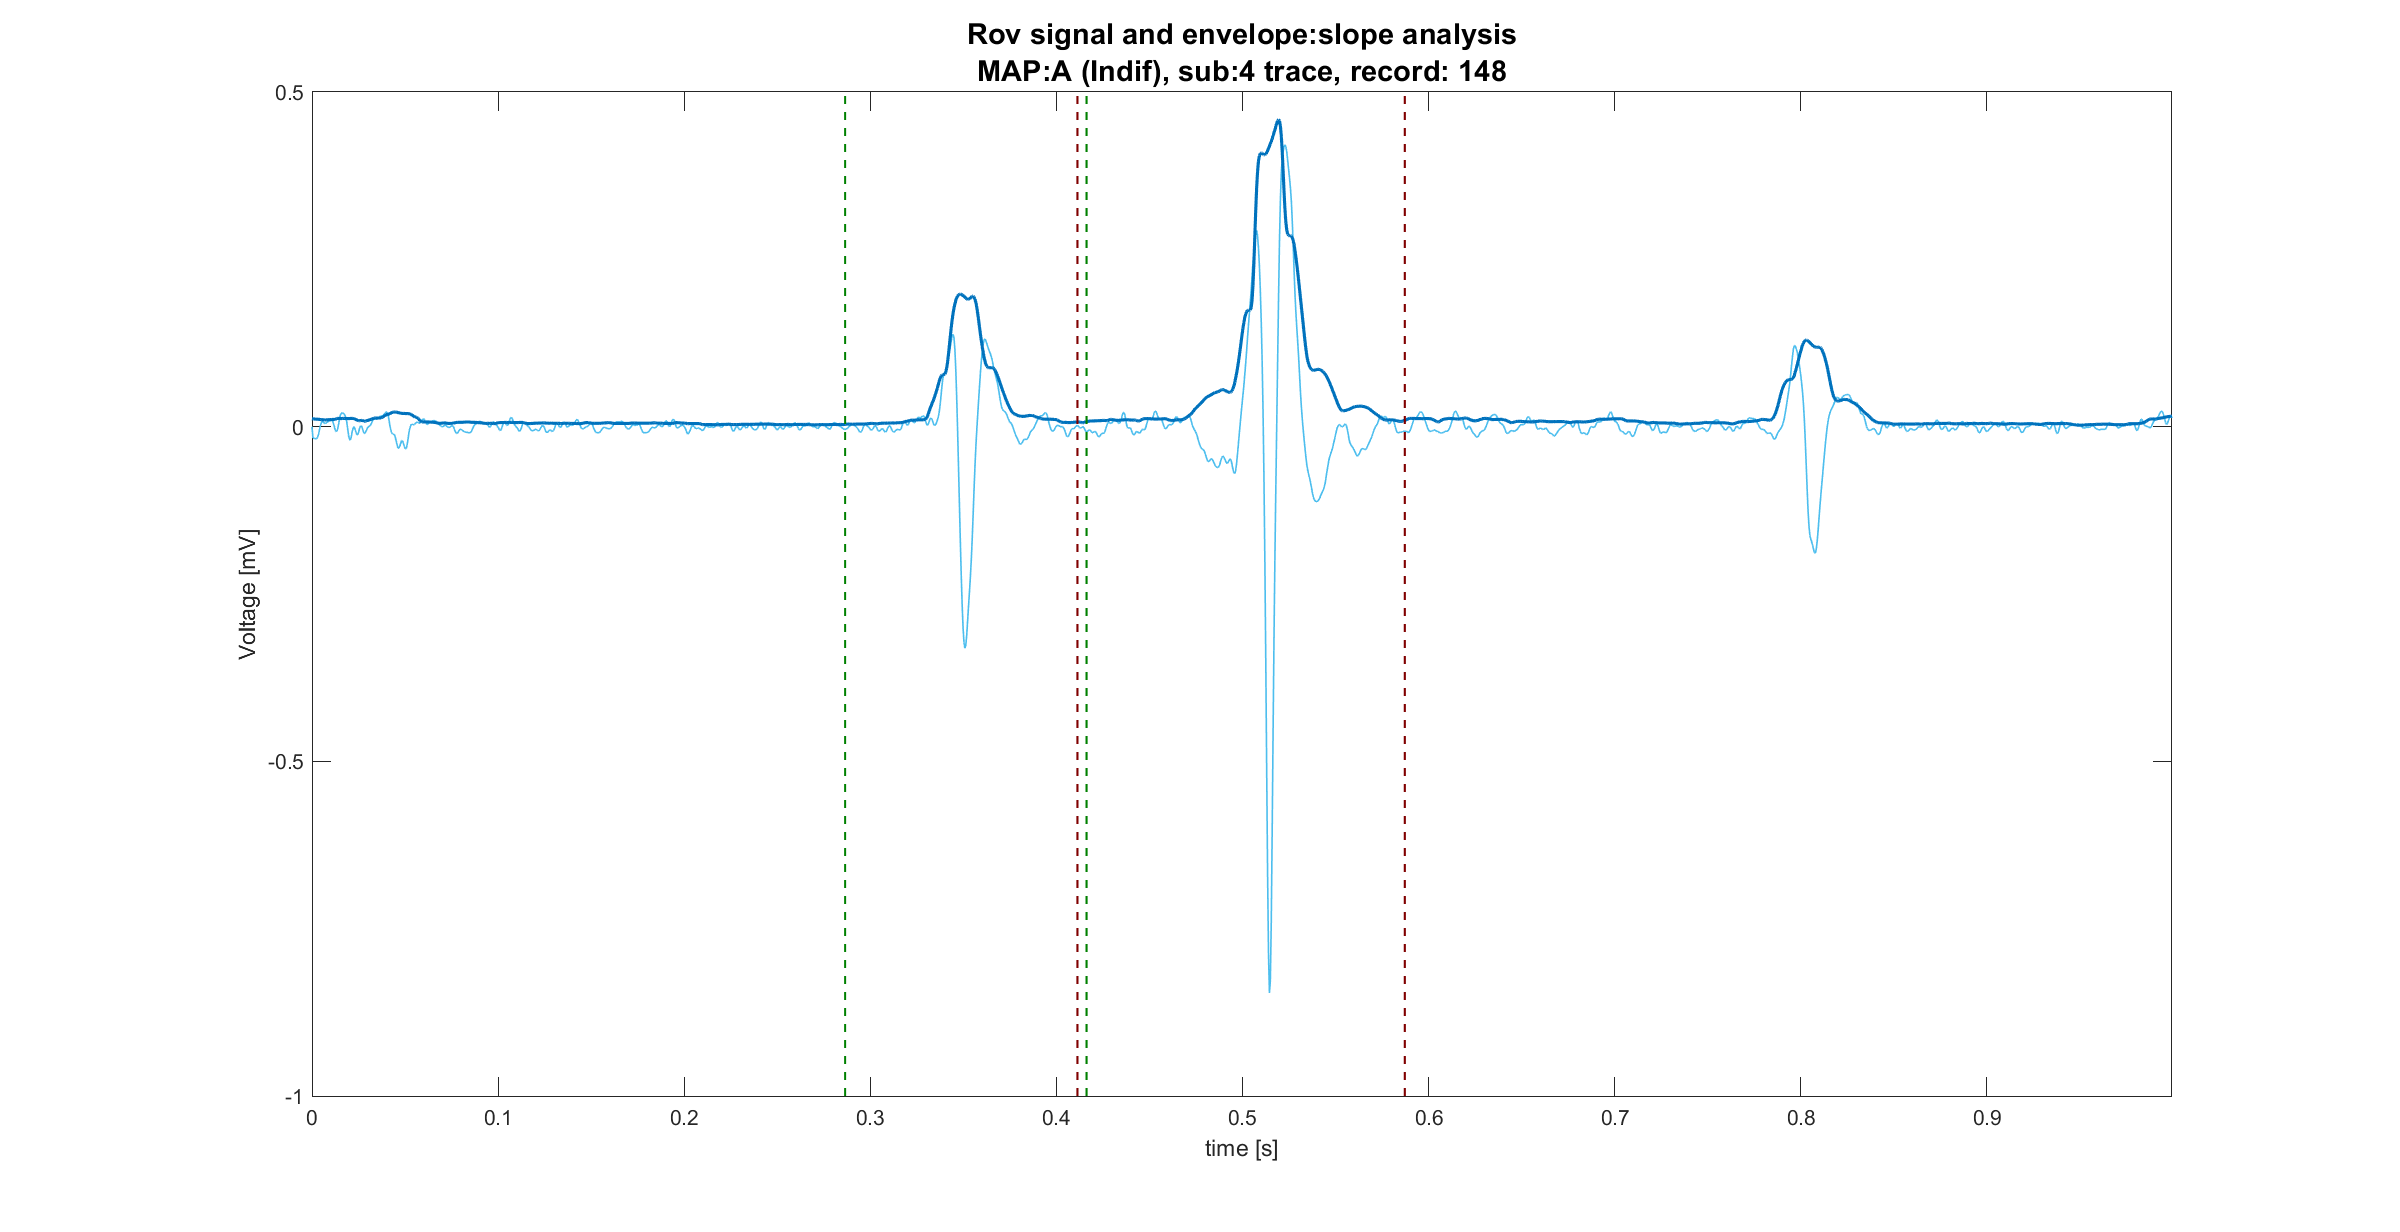 Rov signal and envelope:slope analysis
MAP:A (Indif), sub:4 trace, record: 148
0.5
0
-0.5
-1
Voltage [mV]
0 0.1 0.2 0.3 0.4 0.5 0.6 0.7 0.8 0.9
time [s]